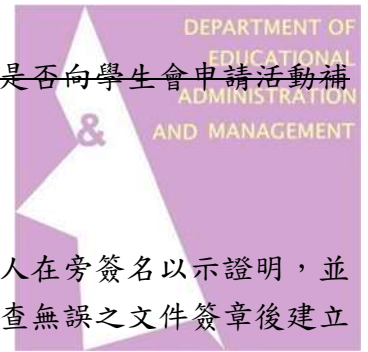 DEPARTMENT OF
EDUCATIONAL
是否向學生會申請活動補
ADMINISTRATION
&
AND MANAGEMENT
人在旁簽名以示證明，並
查無誤之文件簽章後建立